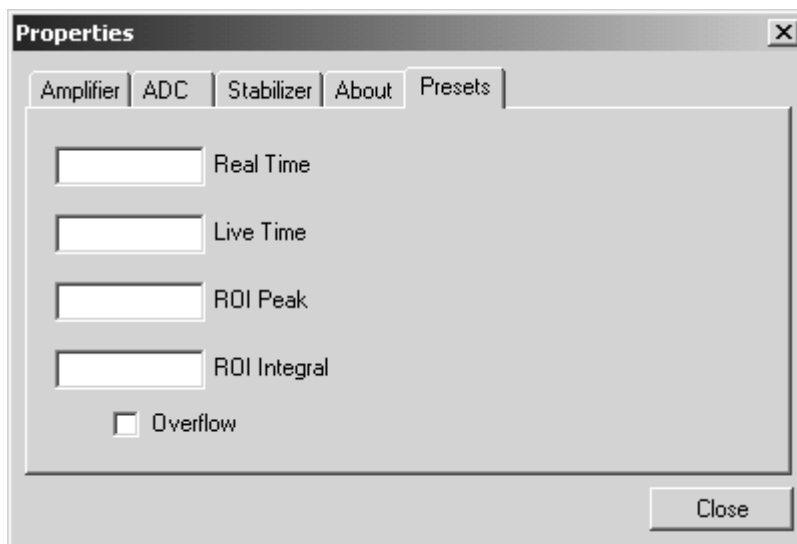 Properties
Amplifier ADC Stabilizer About Presets
Real Time
Live Time
ROI Peak
ROI Integral
Overflow
Close